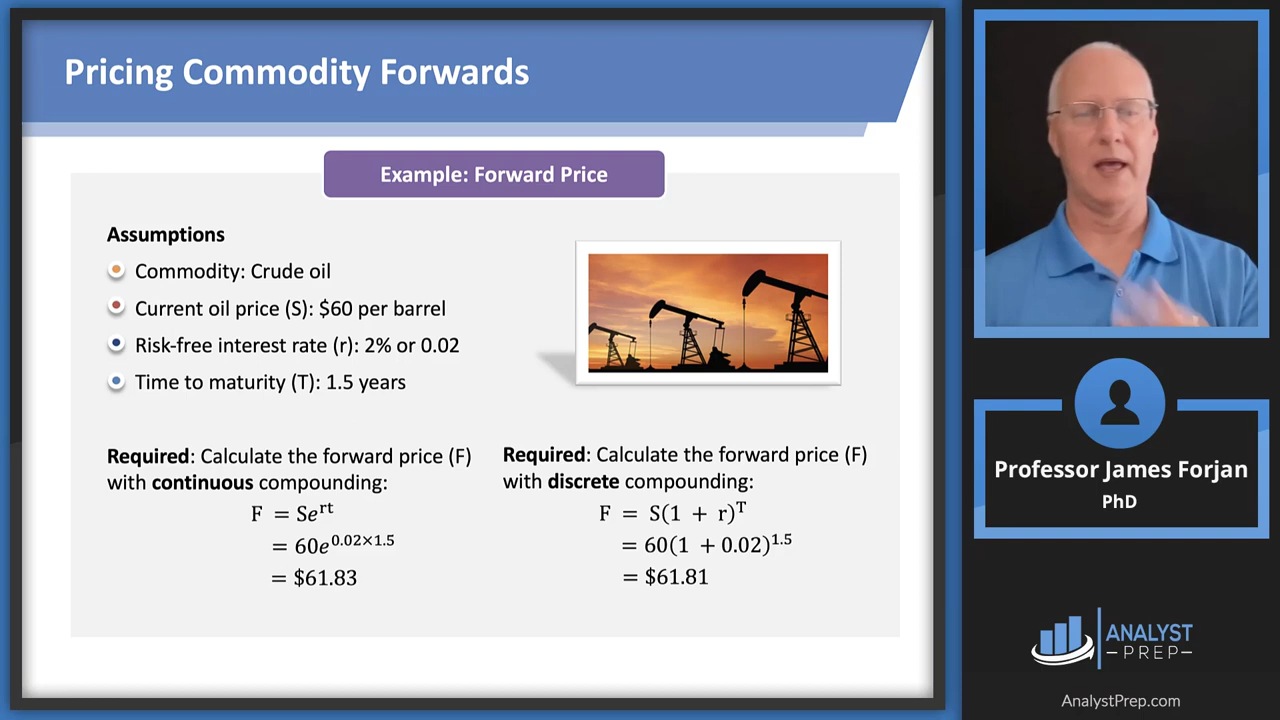 Pricing Commodity Forwards
Example: Forward Price
Assumptions
Commodity: Crude oil
Current oil price (S): $60 per barrel
Risk-free interest rate (r): 2% or 0.02
Time to maturity (T): 1.5 years
Required: Calculate the forward price (F)
with continuous compounding:
F = Se^rt
= 60e^0.02×1.5
= $61.83
Required: Calculate the forward price (F)
with discrete compounding:
F = S(1 + r)^T
= 60(1 + 0.02)^1.5
= $61.81
Professor James Forjan
PhD
ANALYST
PREP
AnalystPrep.com